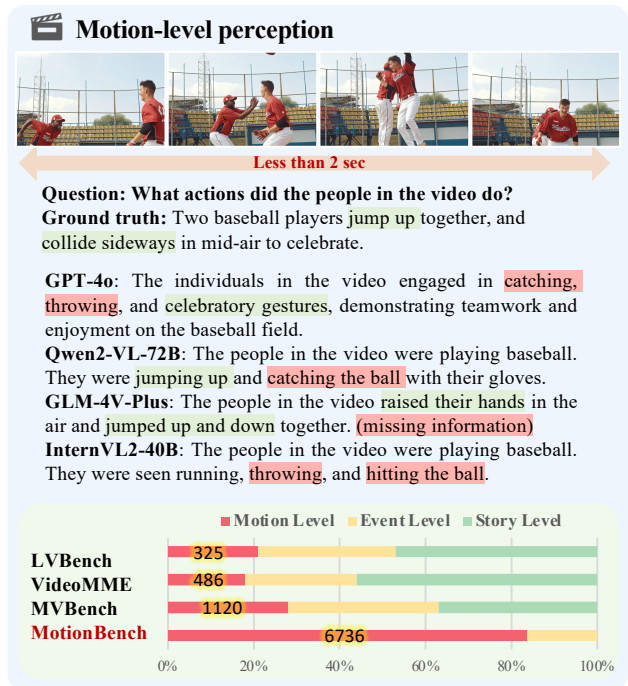 Motion-level perception
Less than 2 sec
Question: What actions did the people in the video do?
Ground truth: Two baseball players jump up together, and
collide sideways in mid-air to celebrate.
GPT-4o: The individuals in the video engaged in catching,
throwing, and celebratory gestures, demonstrating teamwork and
enjoyment on the baseball field.
Qwen2-VL-72B: The people in the video were playing baseball.
They were jumping up and catching the ball with their gloves.
GLM-4V-Plus: The people in the video raised their hands in the
air and jumped up and down together. (missing information)
InternVL2-40B: The people in the video were playing baseball.
They were seen running, throwing, and hitting the ball.
Motion Level Event Level Story Level
LVBench 325
VideoMME 486
MVBench 1120
MotionBench 6736
0% 20% 40% 60% 80% 100%